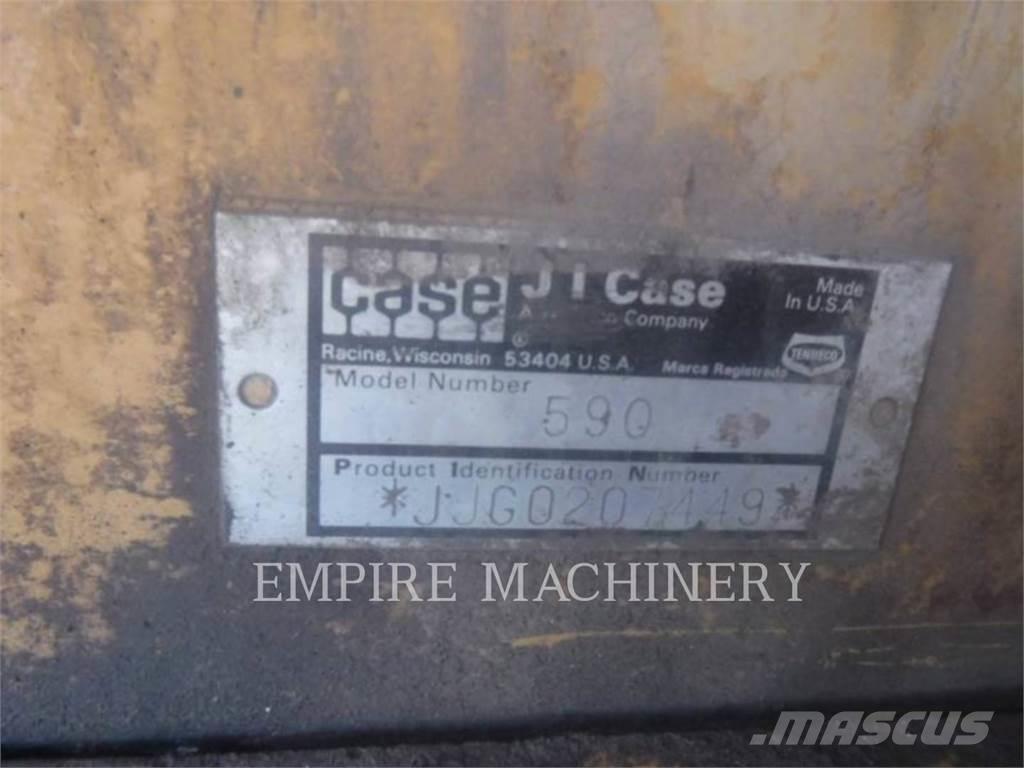 case
J I Case
A Company
Made
In U.S.A.
Racine, Wisconsin 53404 U.S.A.
Marca Registrada
TENNECO
Model Number
590
Product Identification Number
*JJG0207449*
EMPIRE MACHINERY
MASCUS